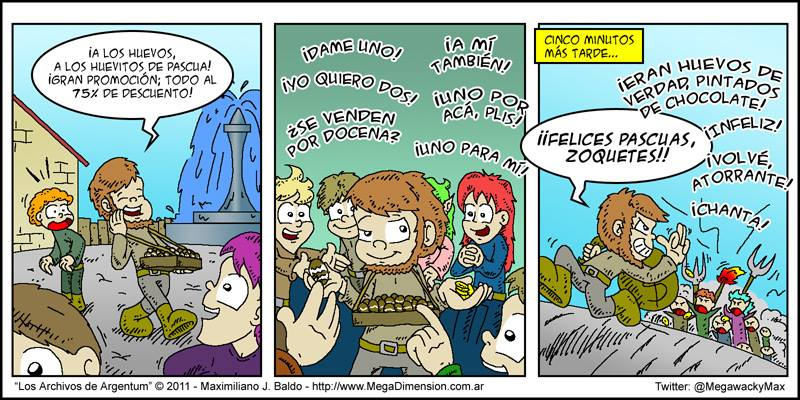 ¡A LOS HUEVOS,
A LOS HUEVITOS DE PASCUA!
¡GRAN PROMOCIÓN; TODO AL
75% DE DESCUENTO!
¡DAME UNO!
¡A MÍ
TAMBIÉN!
¡YO QUIERO DOS!
¡UNO POR
ACÁ, PLIS!
¿SE VENDEN
POR DOCENA?
¡UNO PARA MÍ!
CINCO MINUTOS
MÁS TARDE...
¡ERAN HUEVOS DE
VERDAD, PINTADOS
DE CHOCOLATE!
¡¡FELICES PASCUAS,
ZOQUETES!!
¡INFELIZ!
¡VOLVÉ,
ATORRANTE!
¡CHANTA!
"Los Archivos de Argentum" © 2011 - Maximiliano J. Baldo - http://www.MegaDimension.com.ar
Twitter: @MegawackyMax